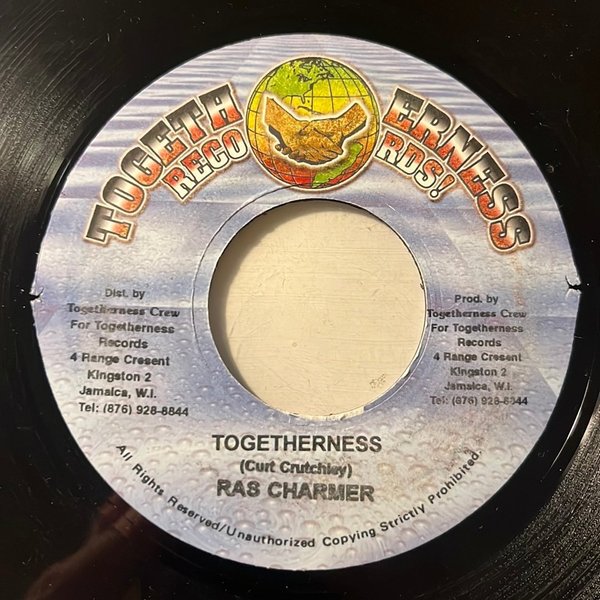 TOGETA ERNESS
RECO RDS!
Dist. by
Togetherness Crew
For Togetherness
Records
4 Range Cresent
Kingston 2
Jamaica, W.I.
Tel: (876) 928-8844
Prod. by
Togetherness Crew
For Togetherness
Records
4 Range Cresent
Kingston 2
Jamaica, W.I.
Tel: (876) 928-8844
TOGETHERNESS
(Curt Crutchley)
RAS CHARMER
All Rights Reserved/Unauthorized Copying Strictly Prohibited.